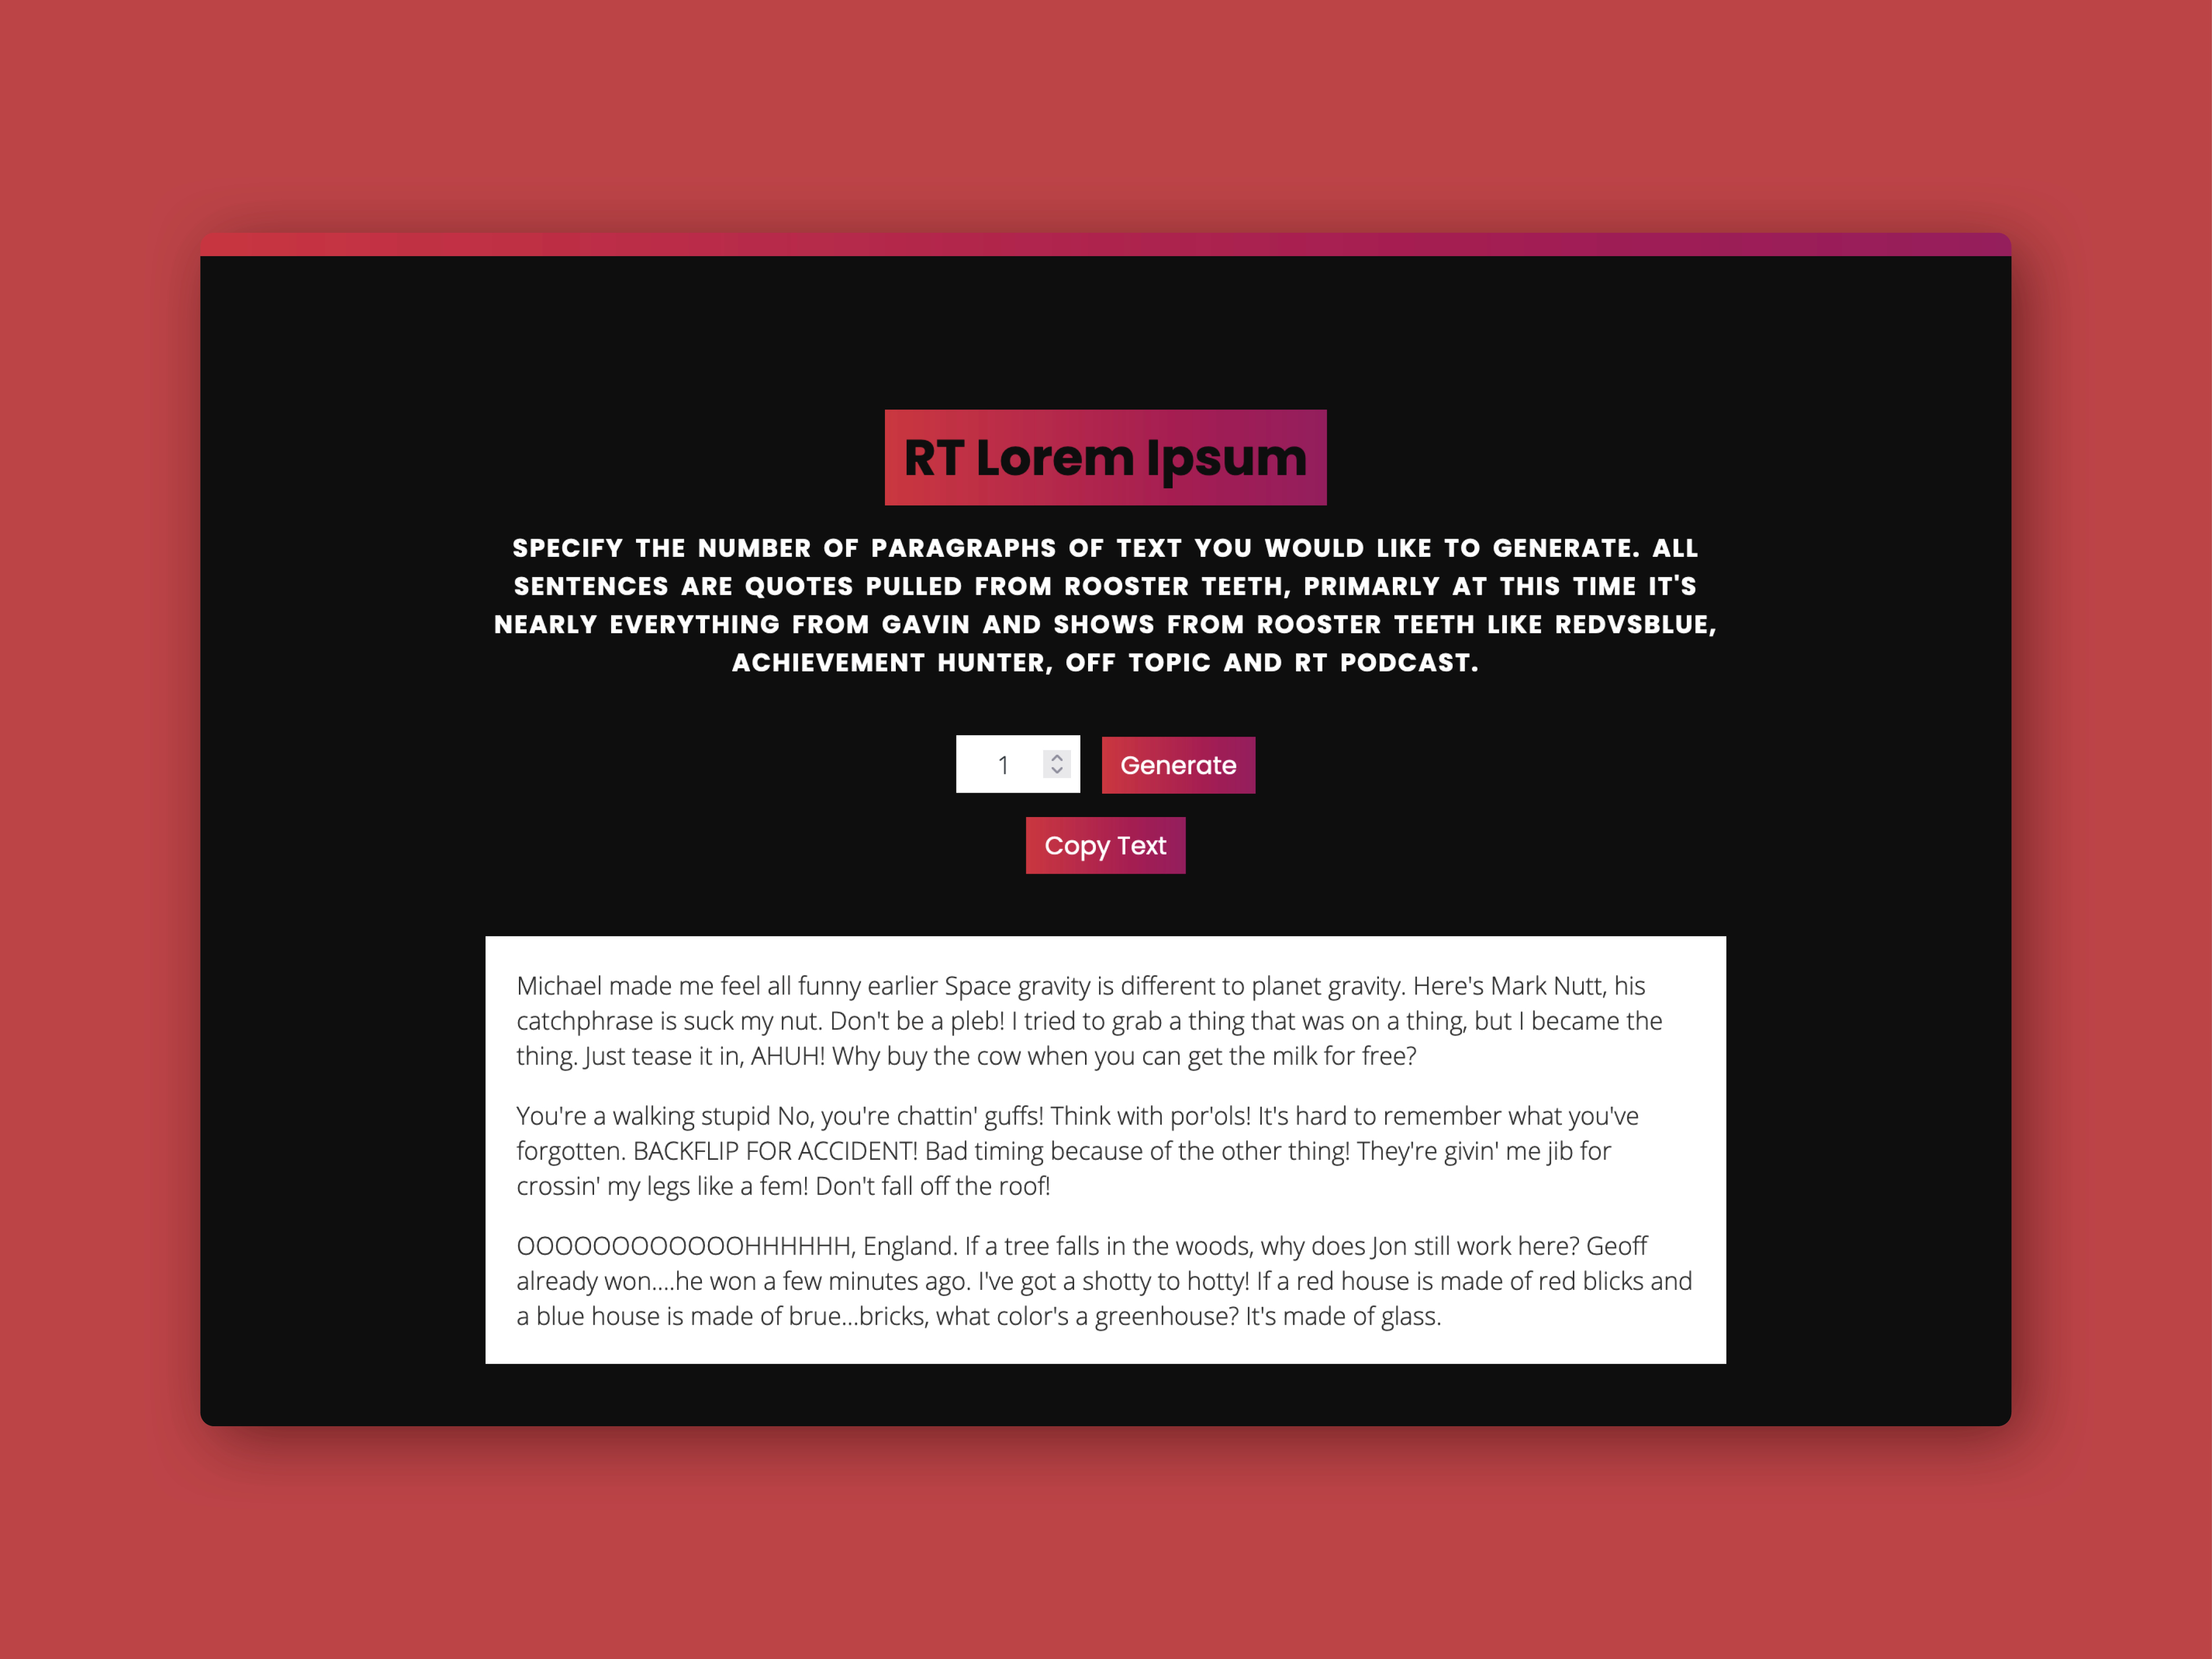 RT Lorem Ipsum
SPECIFY THE NUMBER OF PARAGRAPHS OF TEXT YOU WOULD LIKE TO GENERATE. ALL
SENTENCES ARE QUOTES PULLED FROM ROOSTER TEETH, PRIMARLY AT THIS TIME IT'S
NEARLY EVERYTHING FROM GAVIN AND SHOWS FROM ROOSTER TEETH LIKE REDVSBLUE,
ACHIEVEMENT HUNTER, OFF TOPIC AND RT PODCAST.
1 Generate
Copy Text
Michael made me feel all funny earlier Space gravity is different to planet gravity. Here's Mark Nutt, his
catchphrase is suck my nut. Don't be a pleb! I tried to grab a thing that was on a thing, but I became the
thing. Just tease it in, AHUH! Why buy the cow when you can get the milk for free?
You're a walking stupid No, you're chattin' guffs! Think with por'ols! It's hard to remember what you've
forgotten. BACKFLIP FOR ACCIDENT! Bad timing because of the other thing! They're givin' me jib for
crossin' my legs like a fem! Don't fall off the roof!
OOOOOOOOOOOOHHHHHH, England. If a tree falls in the woods, why does Jon still work here? Geoff
already won....he won a few minutes ago. I've got a shotty to hotty! If a red house is made of red blicks and
a blue house is made of brue...bricks, what color's a greenhouse? It's made of glass.